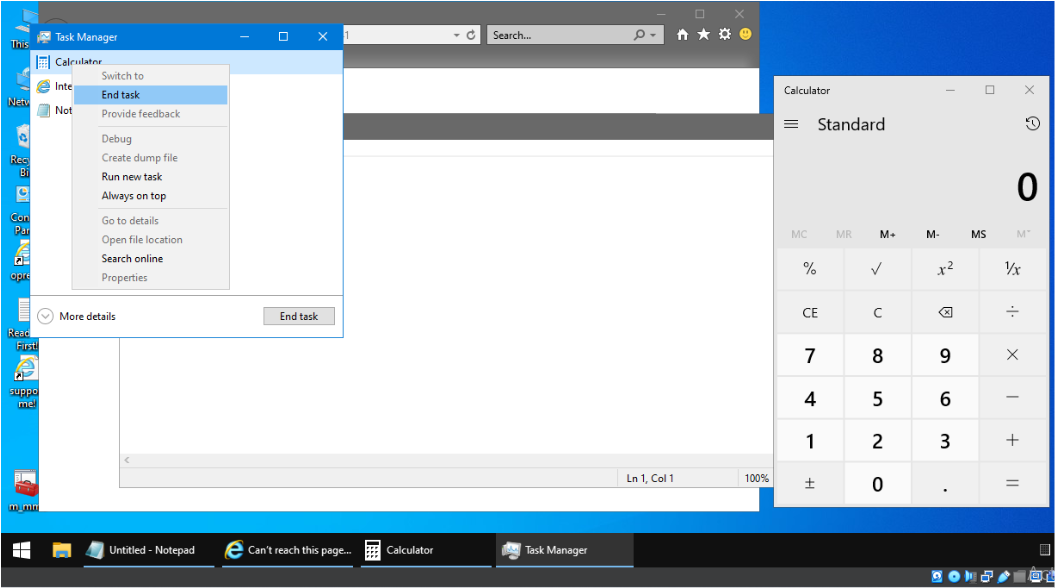 This
Netw
Recy
Bi
Con
Pan
opre
Read
First!
suppo
me!
Task Manager
Calculator
Inte
Not
Switch to
End task
Provide feedback
Debug
Create dump file
Run new task
Always on top
Go to details
Open file location
Search online
Properties
More details
End task
1
Search...
Ln 1, Col 1
100%
Calculator
Standard
0
MC MR M+ M- MS M˅
% √ x² ¹/x
CE C ÷
7 8 9 ×
4 5 6 −
1 2 3 +
± 0 . =
Untitled - Notepad
Can't reach this page...
Calculator
Task Manager